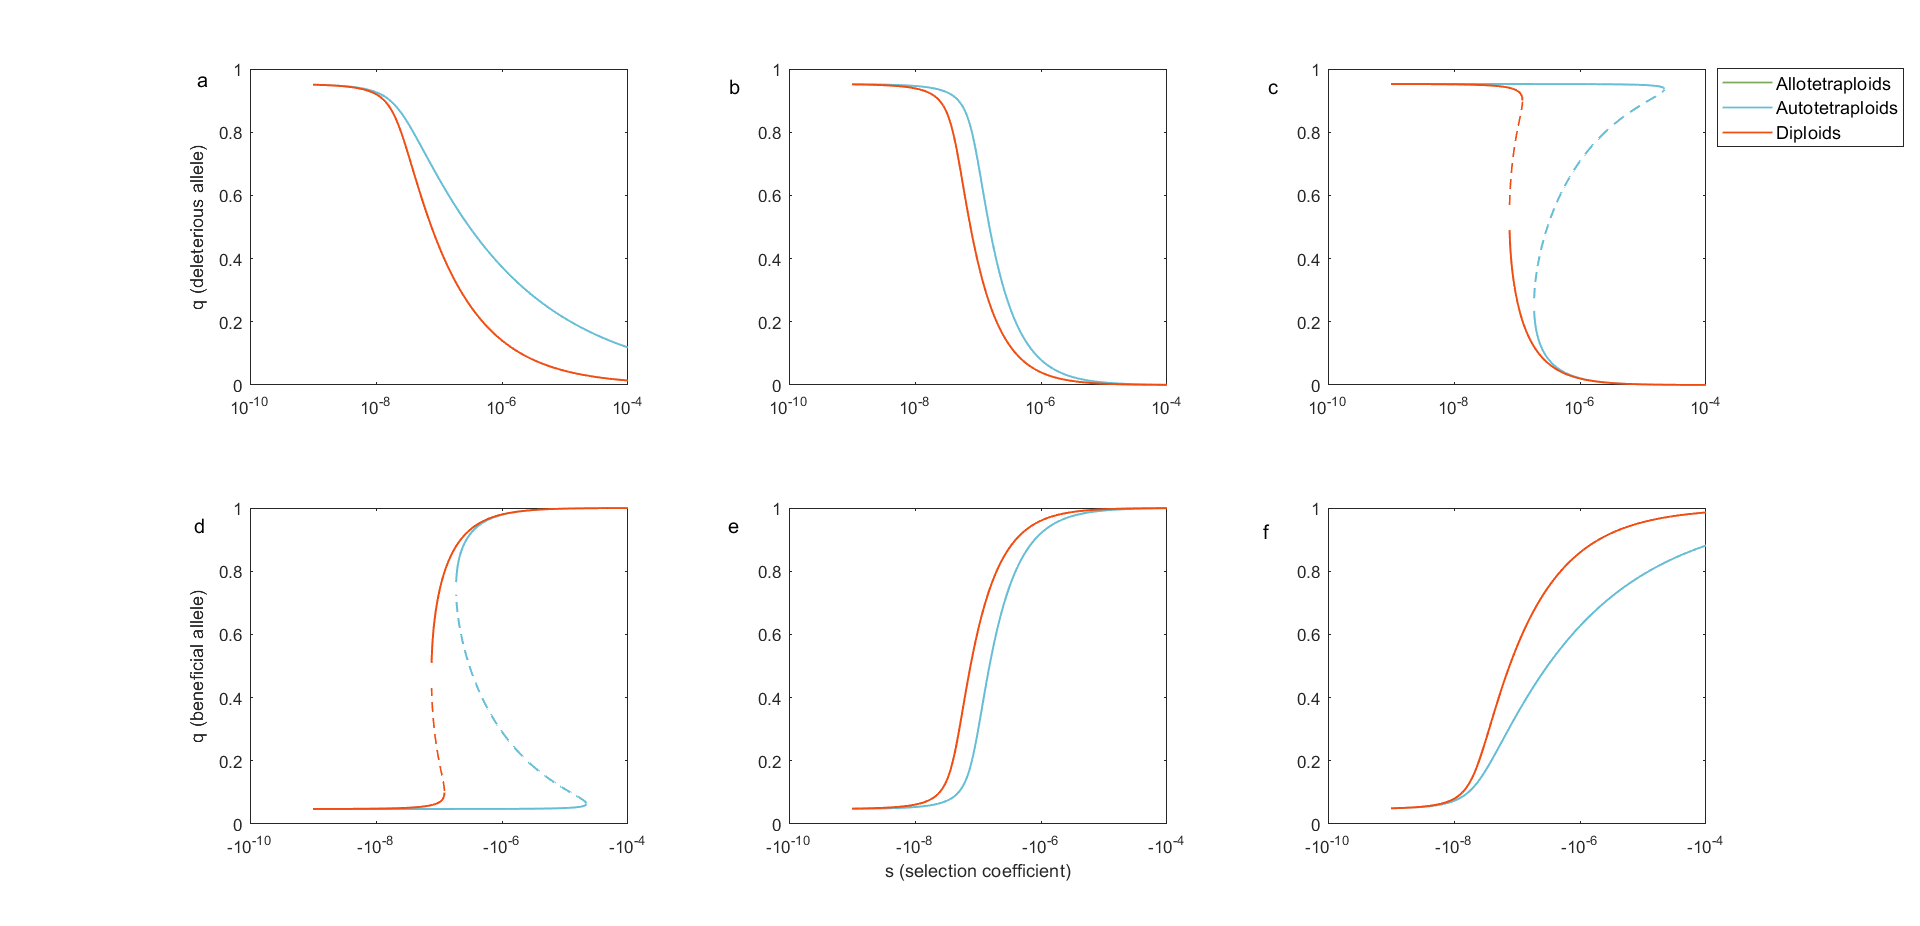 a
1
0.8
0.6
0.4
0.2
0
q (deleterious allele)
10^-10 10^-8 10^-6 10^-4
b
1
0.8
0.6
0.4
0.2
0
10^-10 10^-8 10^-6 10^-4
c
1
0.8
0.6
0.4
0.2
0
10^-10 10^-8 10^-6 10^-4
Allotetraploids
Autotetraploids
Diploids
d
1
0.8
0.6
0.4
0.2
0
q (beneficial allele)
-10^-10 -10^-8 -10^-6 -10^-4
e
1
0.8
0.6
0.4
0.2
0
-10^-10 -10^-8 -10^-6 -10^-4
s (selection coefficient)
f
1
0.8
0.6
0.4
0.2
0
-10^-10 -10^-8 -10^-6 -10^-4